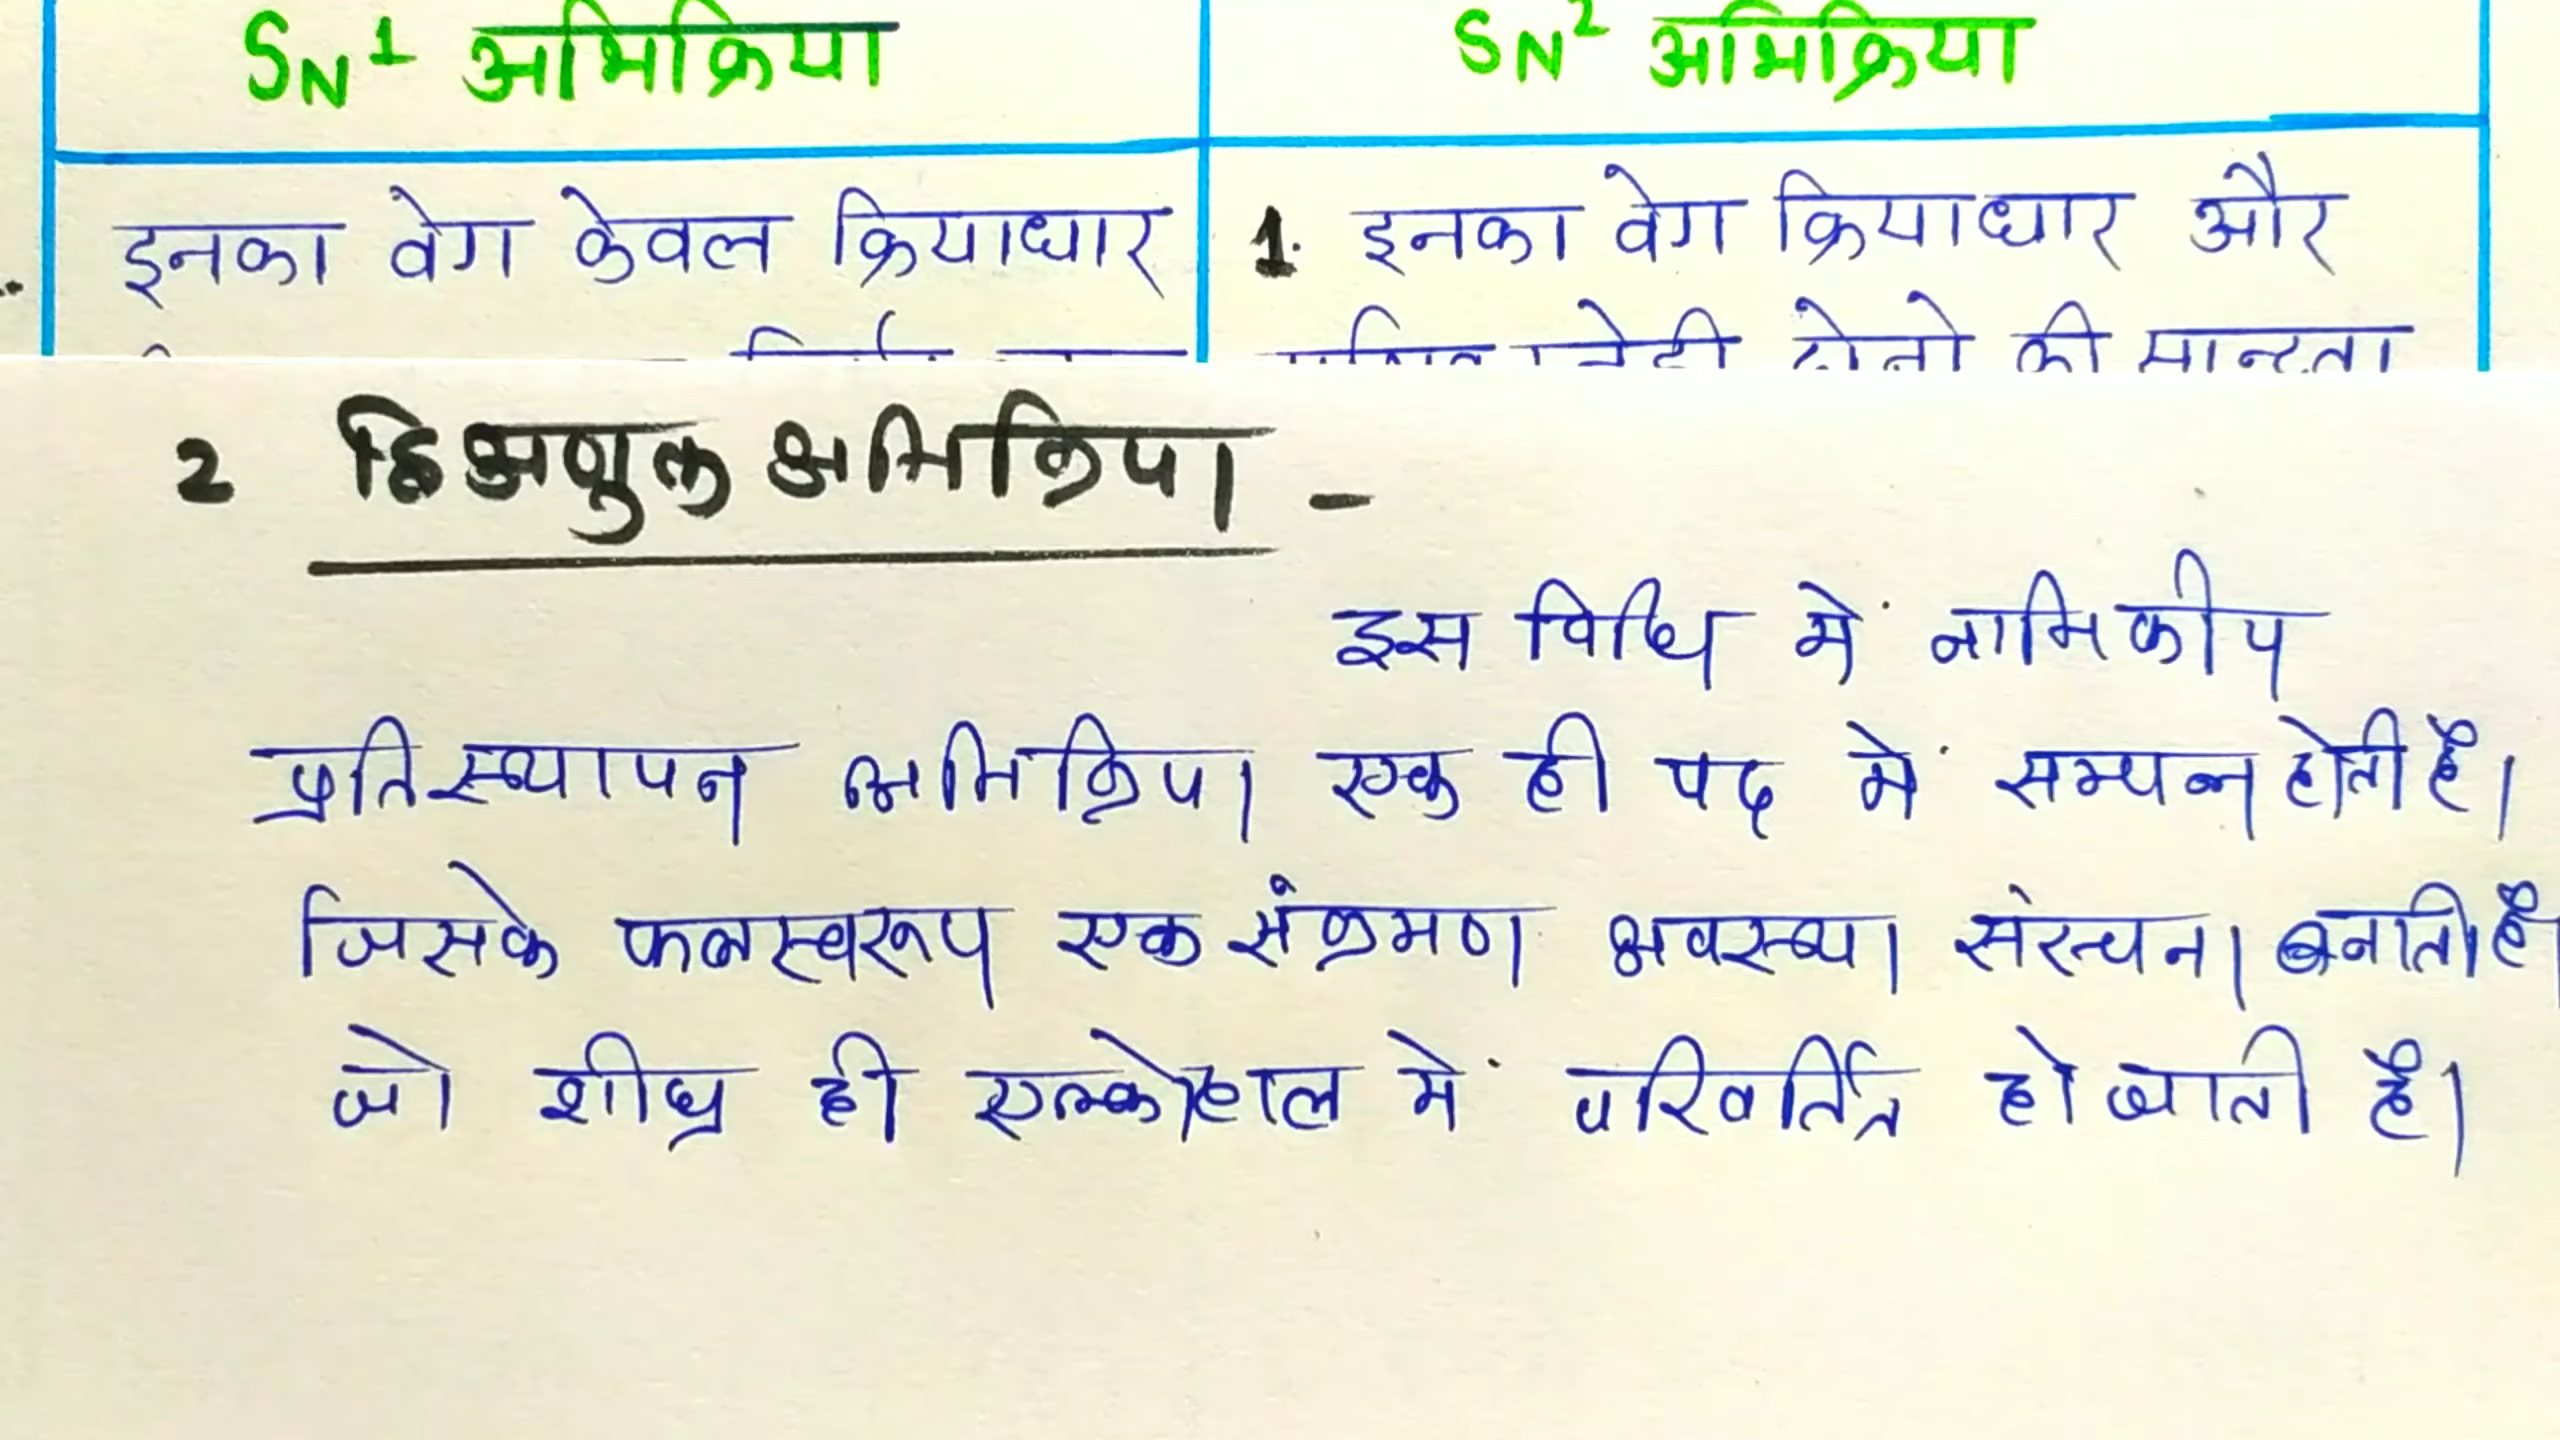 SN1 अभिक्रिया
SN2 अभिक्रिया
इनका वेग केवल क्रियाधार
1. इनका वेग क्रियाधार और
दोनो की सान्द्रता
2 द्विअणुक अभिक्रिया -
इस विधि में नाभिकीय
प्रतिस्थापन अभिक्रिया एक ही पद में सम्पन्न होती है।
जिसके फलस्वरूप एक संक्रमण अवस्था संरचना बनाती है।
जो शीघ्र ही एल्कोहाल में परिवर्तित हो जाती है।